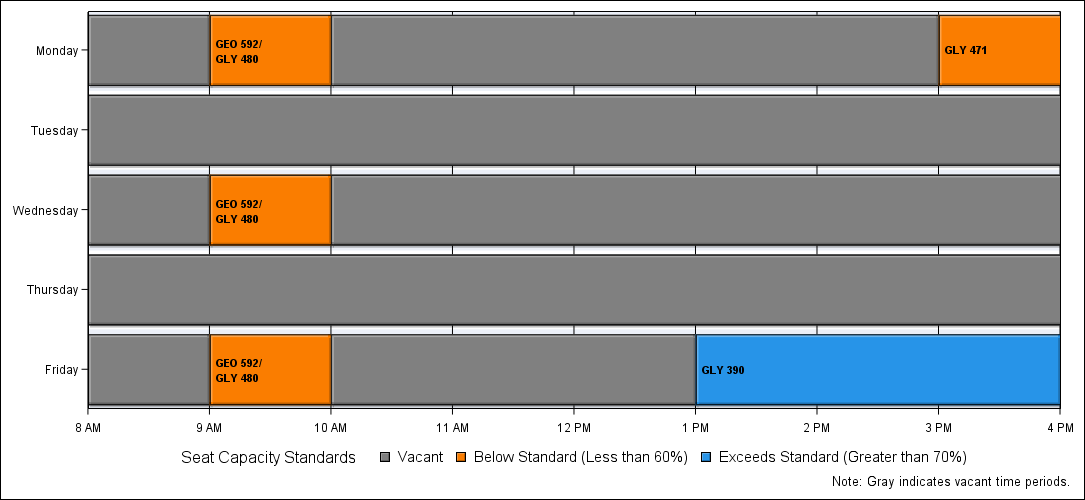 Monday
GEO 592/
GLY 480
GLY 471
Tuesday
Wednesday
GEO 592/
GLY 480
Thursday
Friday
GEO 592/
GLY 480
GLY 390
8 AM 9 AM 10 AM 11 AM 12 PM 1 PM 2 PM 3 PM 4 PM
Seat Capacity Standards Vacant Below Standard (Less than 60%) Exceeds Standard (Greater than 70%)
Note: Gray indicates vacant time periods.